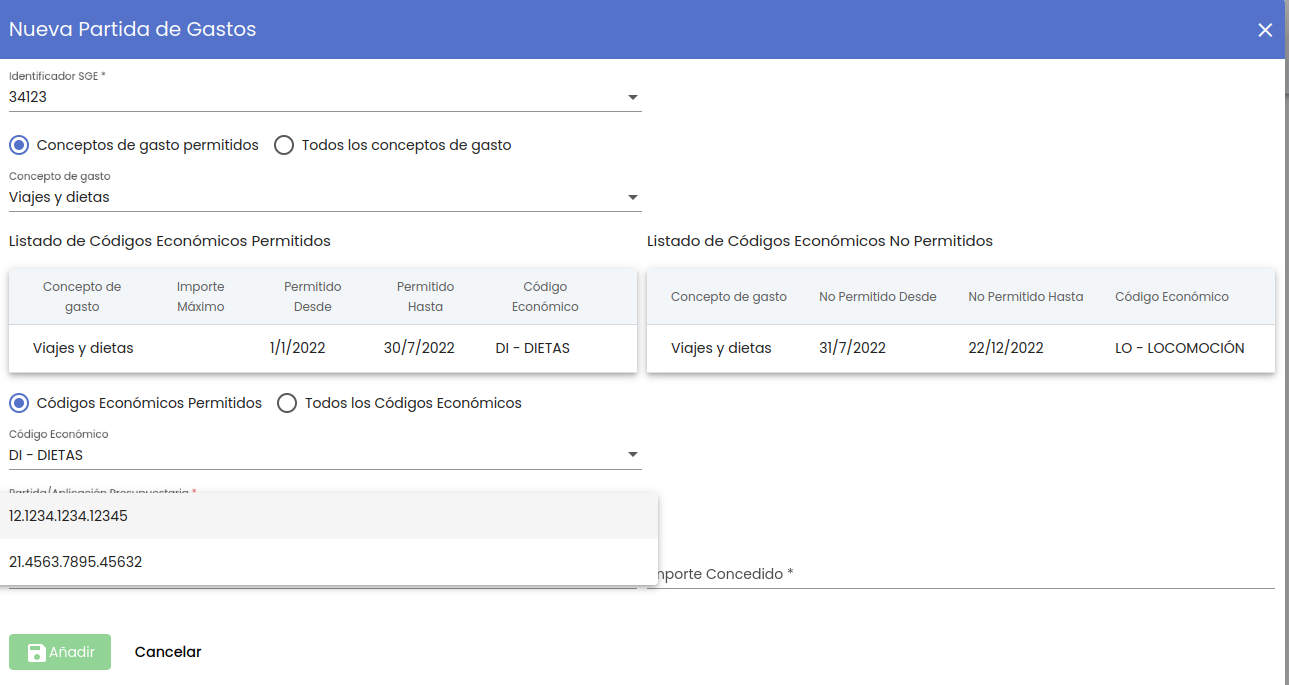 Nueva Partida de Gastos
Identificador SGE *
34123
Conceptos de gasto permitidos
Todos los conceptos de gasto
Concepto de gasto
Viajes y dietas
Listado de Códigos Económicos Permitidos
Concepto de gasto
Importe Máximo
Permitido Desde
Permitido Hasta
Código Económico
Viajes y dietas
1/1/2022
30/7/2022
DI - DIETAS
Listado de Códigos Económicos No Permitidos
Concepto de gasto
No Permitido Desde
No Permitido Hasta
Código Económico
Viajes y dietas
31/7/2022
22/12/2022
LO - LOCOMOCIÓN
Códigos Económicos Permitidos
Todos los Códigos Económicos
Código Económico
DI - DIETAS
Partida/Aplicación Presupuestaria *
12.1234.1234.12345
21.4563.7895.45632
mporte Concedido *
Añadir
Cancelar